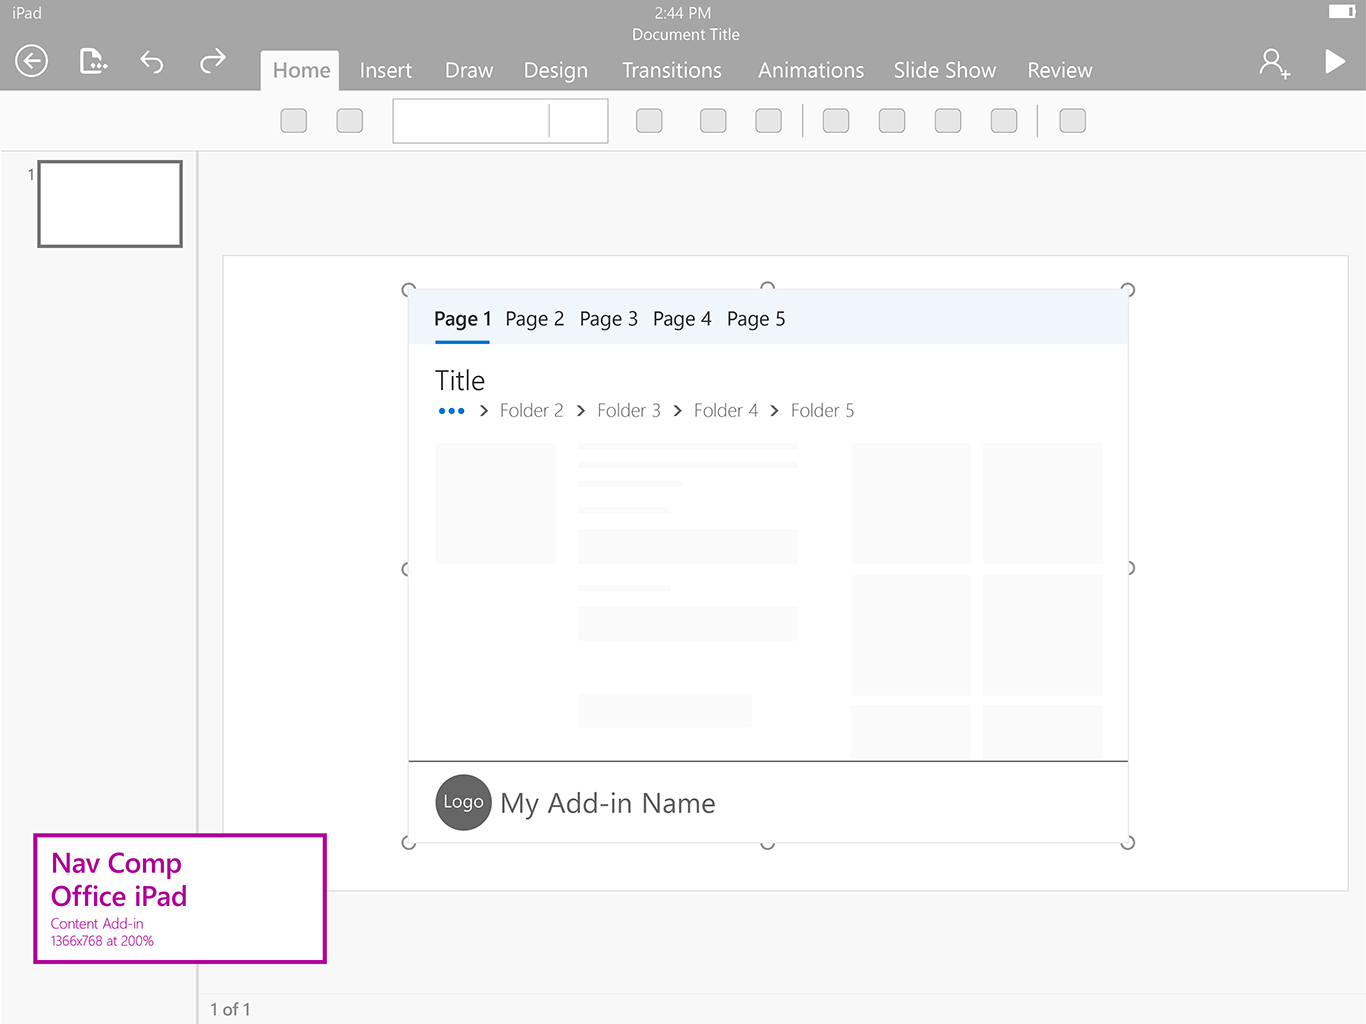 iPad
2:44 PM
Document Title
Home Insert Draw Design Transitions Animations Slide Show Review
1
Page 1 Page 2 Page 3 Page 4 Page 5
Title
••• > Folder 2 > Folder 3 > Folder 4 > Folder 5
Logo My Add-in Name
Nav Comp
Office iPad
Content Add-in
1366x768 at 200%
1 of 1